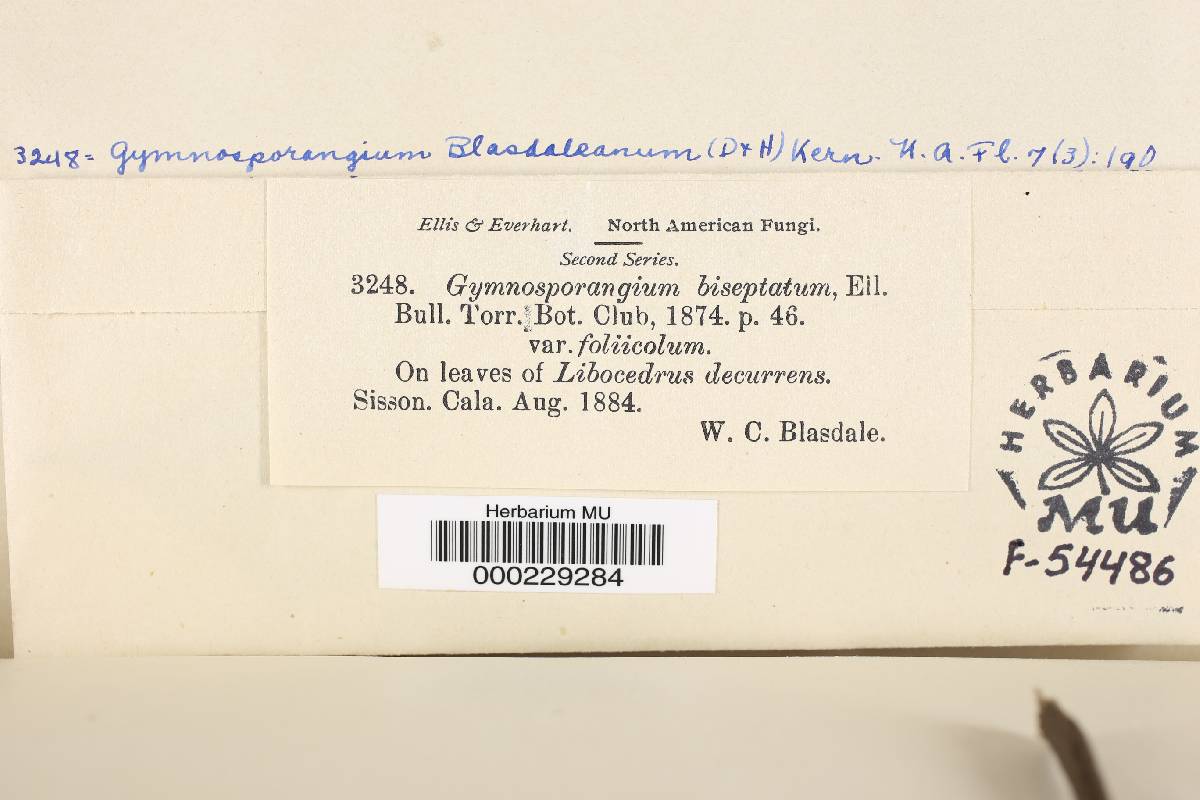 3248= Gymnosporangium Blasdaleanum (D+H) Kern. N. A. Fl. 7(3):190
Ellis & Everhart. North American Fungi.
Second Series.
3248. Gymnosporangium biseptatum, Ell.
Bull. Torr. Bot. Club, 1874. p. 46.
var. foliicolum.
On leaves of Libocedrus decurrens.
Sisson. Cala. Aug. 1884.
W. C. Blasdale.
HERBARIUM
MU
F-54486
Herbarium MU
000229284